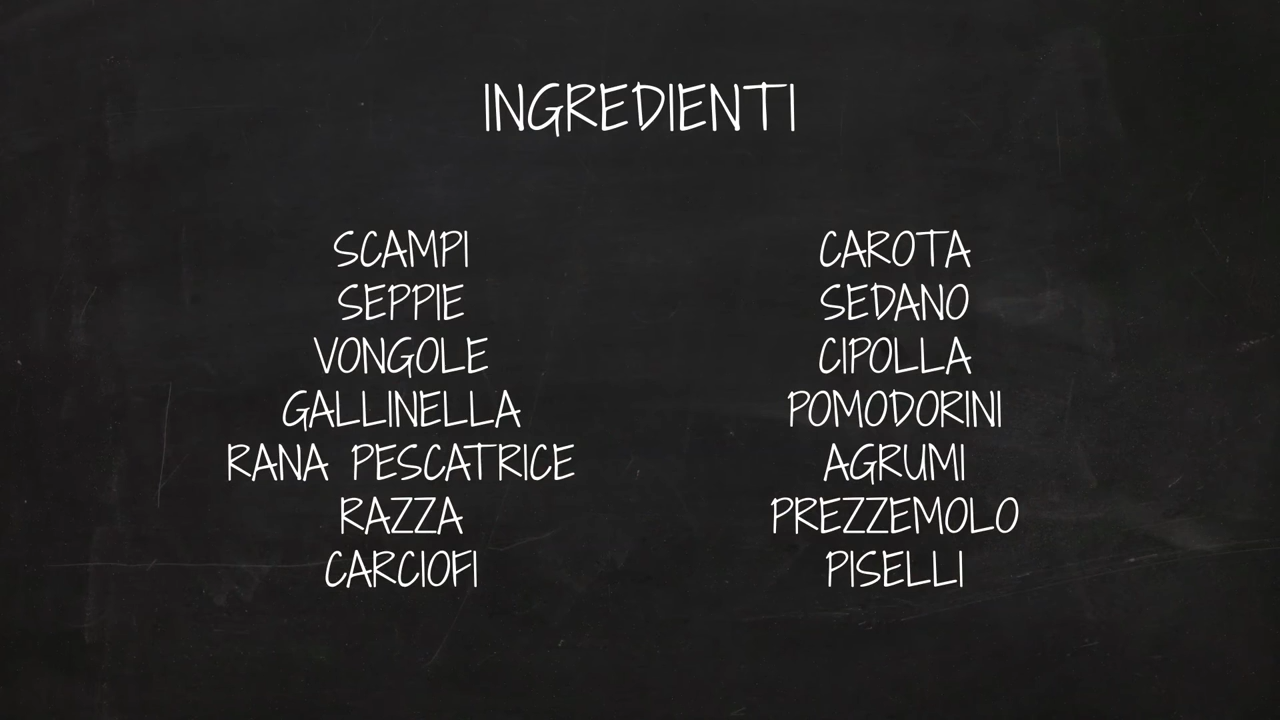 INGREDIENTI
SCAMPI
SEPPIE
VONGOLE
GALLINELLA
RANA PESCATRICE
RAZZA
CARCIOFI
CAROTA
SEDANO
CIPOLLA
POMODORINI
AGRUMI
PREZZEMOLO
PISELLI